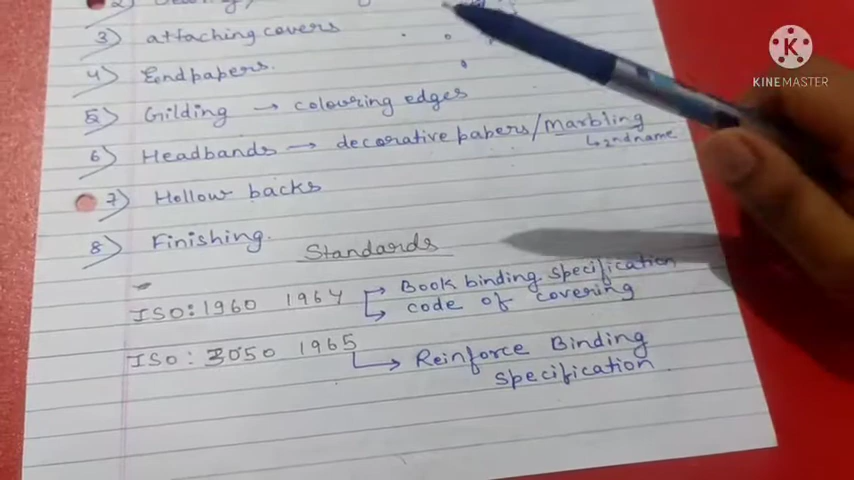 2)
3) attaching covers
4) Endpapers.
5) Gilding → colouring edges
6) Headbands → decorative papers/Marbling
↳ 2nd name
7) Hollow backs
8) Finishing.
Standards
ISO:1960 1964 → Book binding specification
→ code of covering
ISO: 3050 1965 → Reinforce Binding
specification.
KINEMASTER